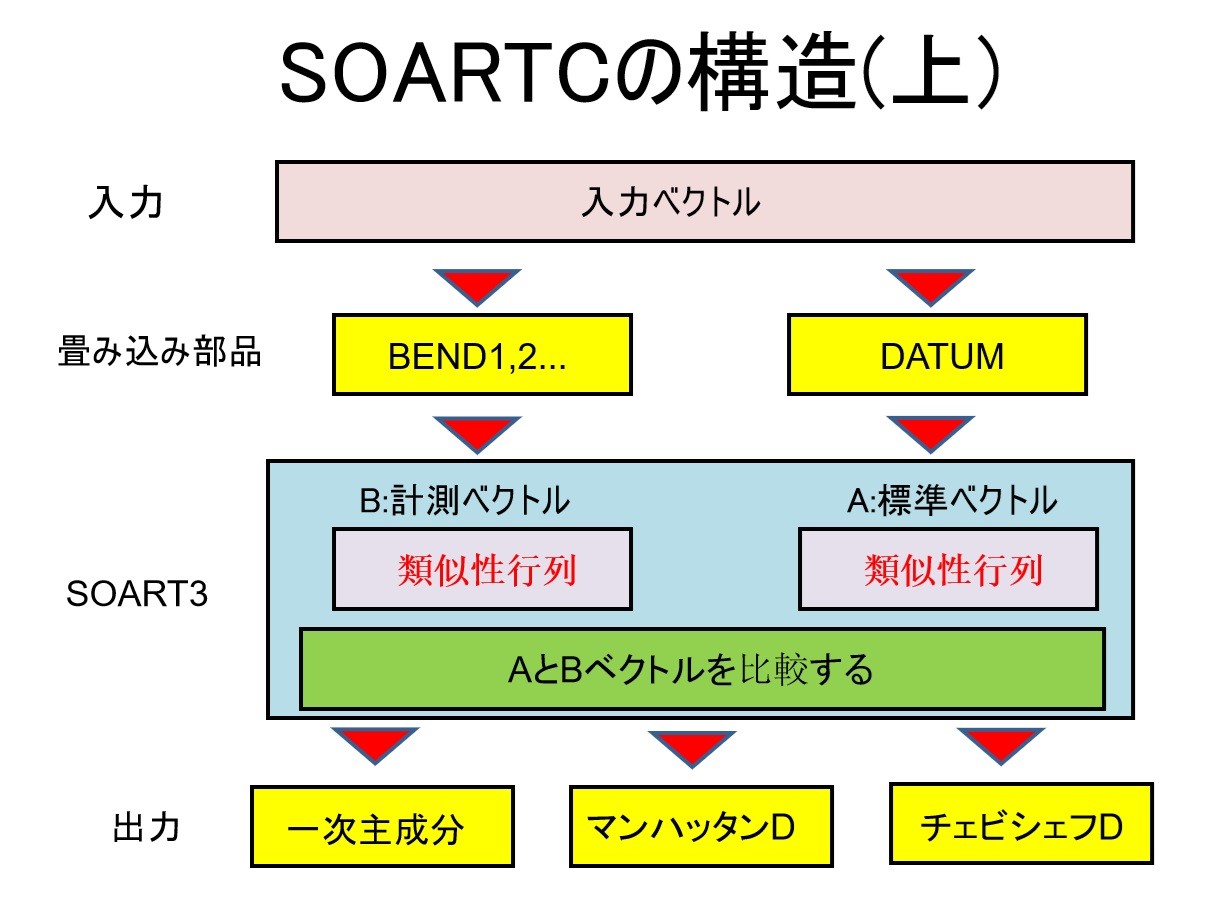 SOARTCの構造(上)
入力
入力ベクトル
畳み込み部品
BEND1,2...
DATUM
B:計測ベクトル
A:標準ベクトル
SOART3
類似性行列
類似性行列
AとBベクトルを比較する
出力
一次主成分
マンハッタンD
チェビシェフD